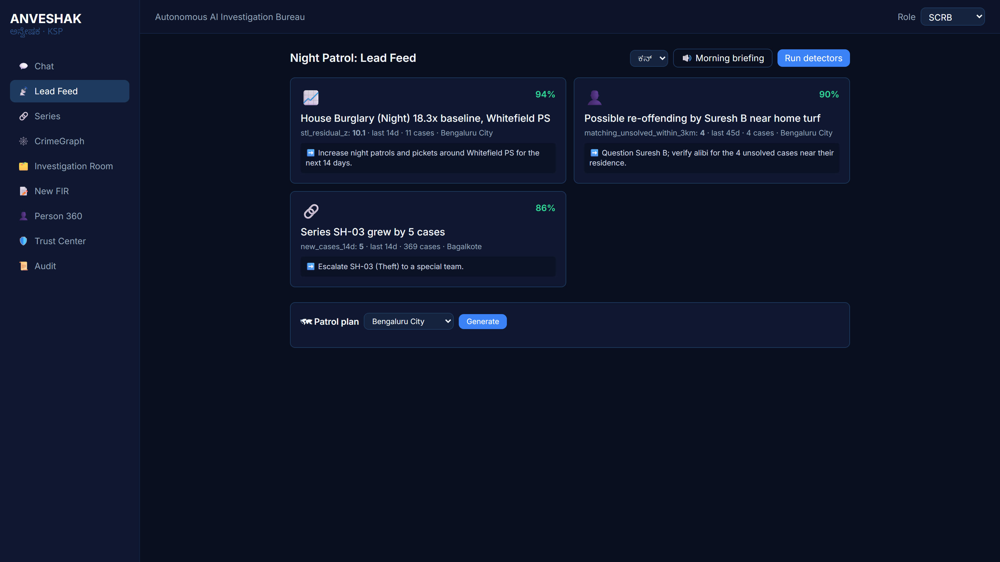 ANVESHAK
ಅನ್ವೇಷಕ · KSP
Chat
Lead Feed
Series
CrimeGraph
Investigation Room
New FIR
Person 360
Trust Center
Audit
Autonomous AI Investigation Bureau
Role SCRB
Night Patrol: Lead Feed
ಕನ್ Morning briefing Run detectors
94%
House Burglary (Night) 18.3x baseline, Whitefield PS
stl_residual_z: 10.1 · last 14d · 11 cases · Bengaluru City
Increase night patrols and pickets around Whitefield PS for the
next 14 days.
90%
Possible re-offending by Suresh B near home turf
matching_unsolved_within_3km: 4 · last 45d · 4 cases · Bengaluru City
Question Suresh B; verify alibi for the 4 unsolved cases near their
residence.
86%
Series SH-03 grew by 5 cases
new_cases_14d: 5 · last 14d · 369 cases · Bagalkote
Escalate SH-03 (Theft) to a special team.
Patrol plan Bengaluru City Generate